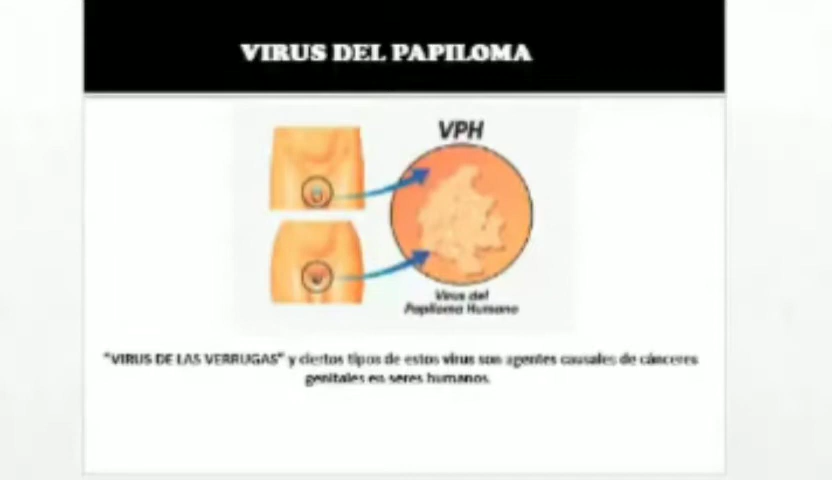 VIRUS DEL PAPILOMA
VPH
Virus del
Papiloma Humano
"VIRUS DE LAS VERRUGAS" y ciertos tipos de estos virus son agentes causales de cánceres
genitales en seres humanos.